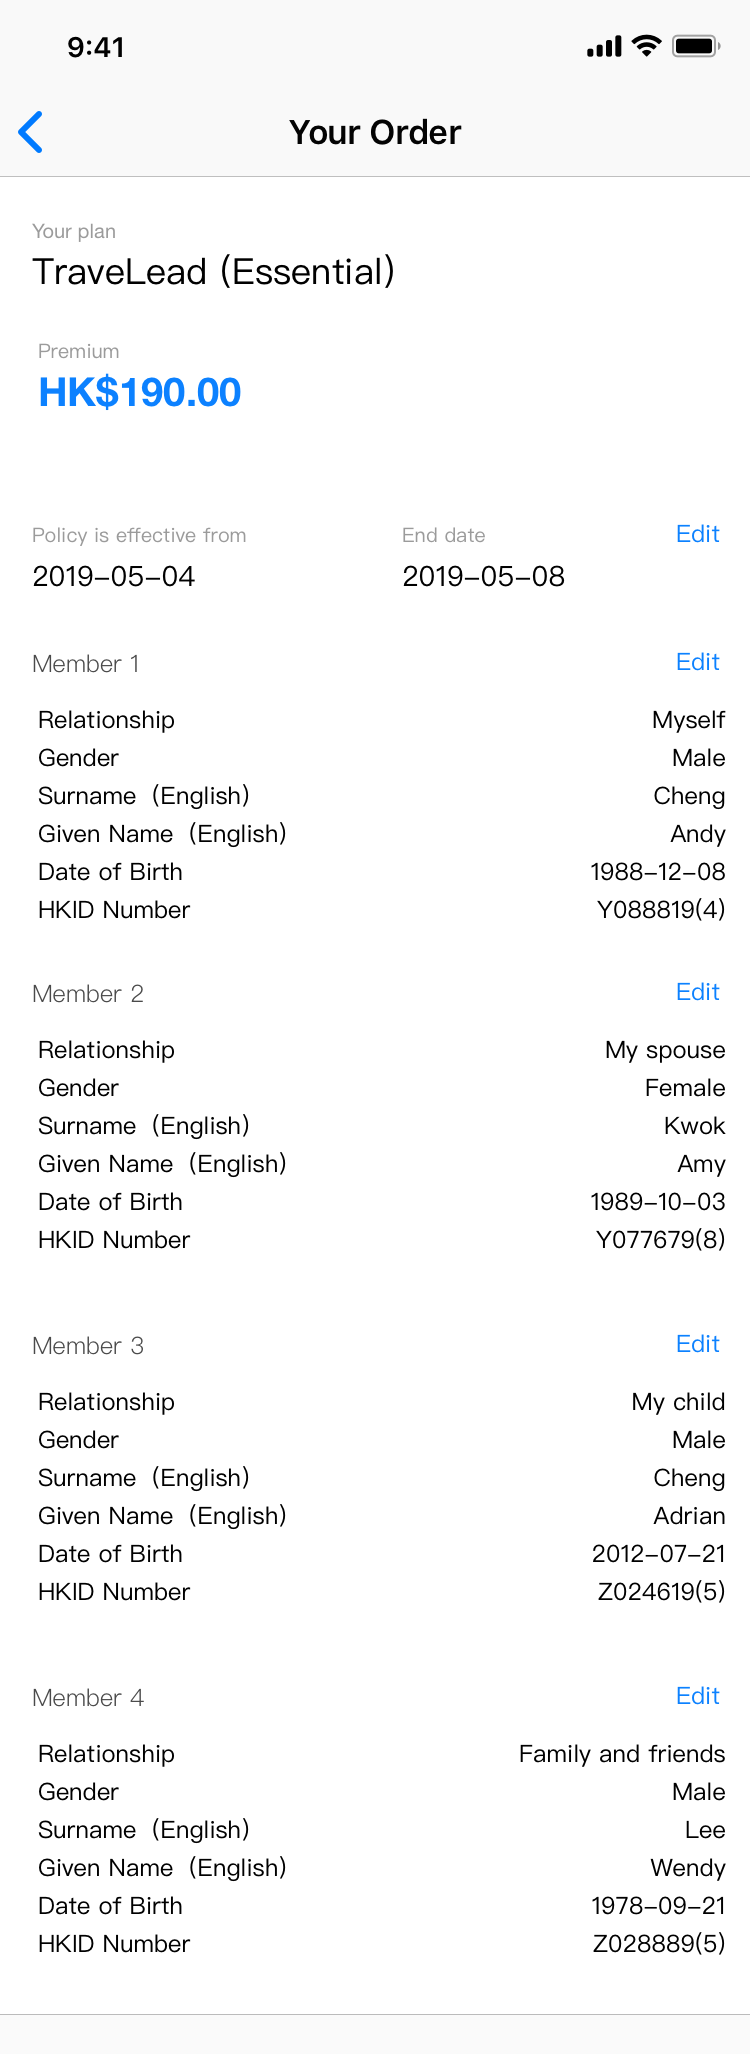 9:41
Your Order
Your plan
TraveLead (Essential)
Premium
HK$190.00
Policy is effective from End date Edit
2019-05-04 2019-05-08
Member 1 Edit
Relationship Myself
Gender Male
Surname (English) Cheng
Given Name (English) Andy
Date of Birth 1988-12-08
HKID Number Y088819(4)
Member 2 Edit
Relationship My spouse
Gender Female
Surname (English) Kwok
Given Name (English) Amy
Date of Birth 1989-10-03
HKID Number Y077679(8)
Member 3 Edit
Relationship My child
Gender Male
Surname (English) Cheng
Given Name (English) Adrian
Date of Birth 2012-07-21
HKID Number Z024619(5)
Member 4 Edit
Relationship Family and friends
Gender Male
Surname (English) Lee
Given Name (English) Wendy
Date of Birth 1978-09-21
HKID Number Z028889(5)